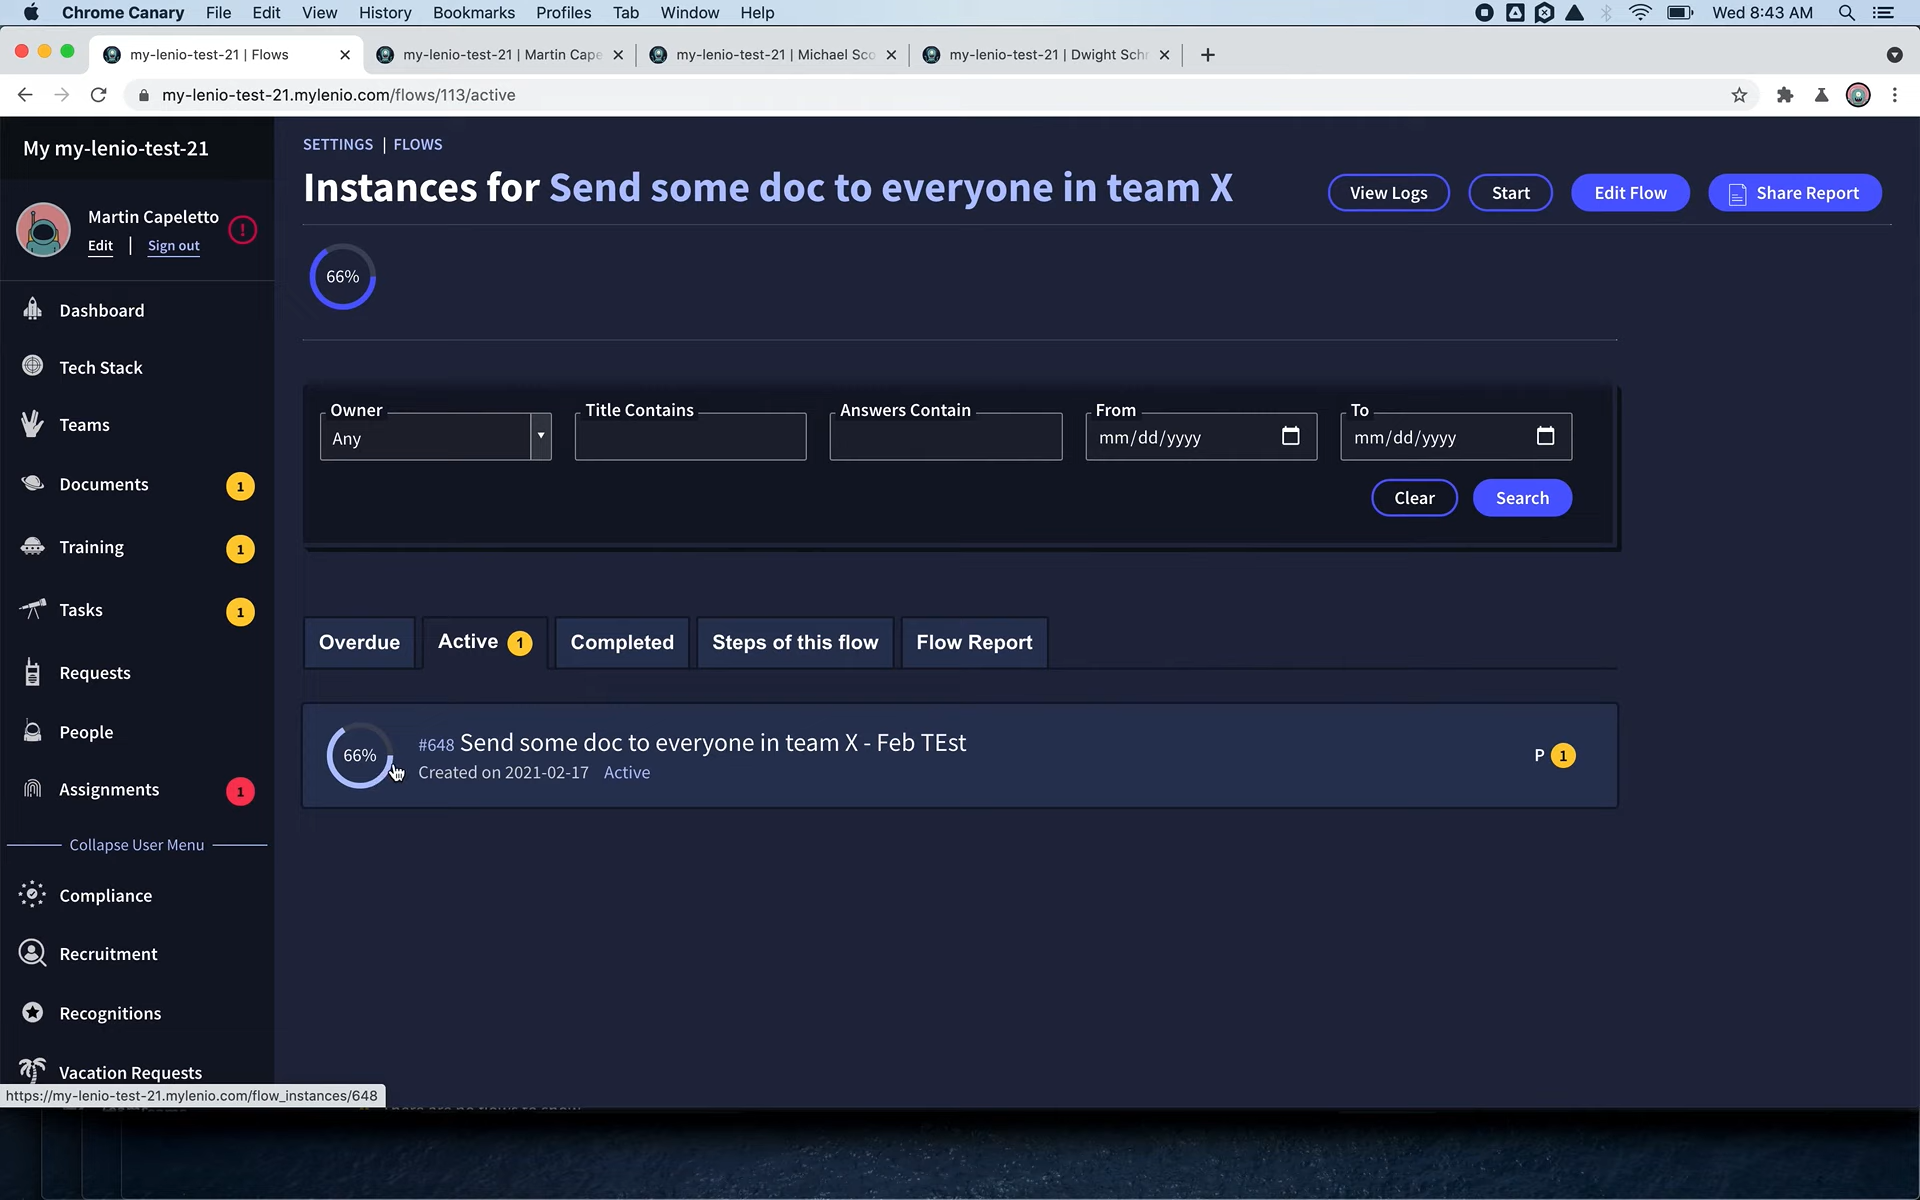 Chrome Canary File Edit View History Bookmarks Profiles Tab Window Help Wed 8:43 AM
my-lenio-test-21 | Flows my-lenio-test-21 | Martin Cape my-lenio-test-21 | Michael Sco my-lenio-test-21 | Dwight Schr
my-lenio-test-21.mylenio.com/flows/113/active
My my-lenio-test-21
Martin Capeletto
Edit | Sign out
Dashboard
Tech Stack
Teams
Documents 1
Training 1
Tasks 1
Requests
People
Assignments 1
Collapse User Menu
Compliance
Recruitment
Recognitions
Vacation Requests
https://my-lenio-test-21.mylenio.com/flow_instances/648
SETTINGS | FLOWS
Instances for Send some doc to everyone in team X
View Logs Start Edit Flow Share Report
66%
Owner Title Contains Answers Contain From To
Any mm/dd/yyyy mm/dd/yyyy
Clear Search
Overdue Active 1 Completed Steps of this flow Flow Report
66%
#648 Send some doc to everyone in team X - Feb TEst
Created on 2021-02-17 Active
P 1